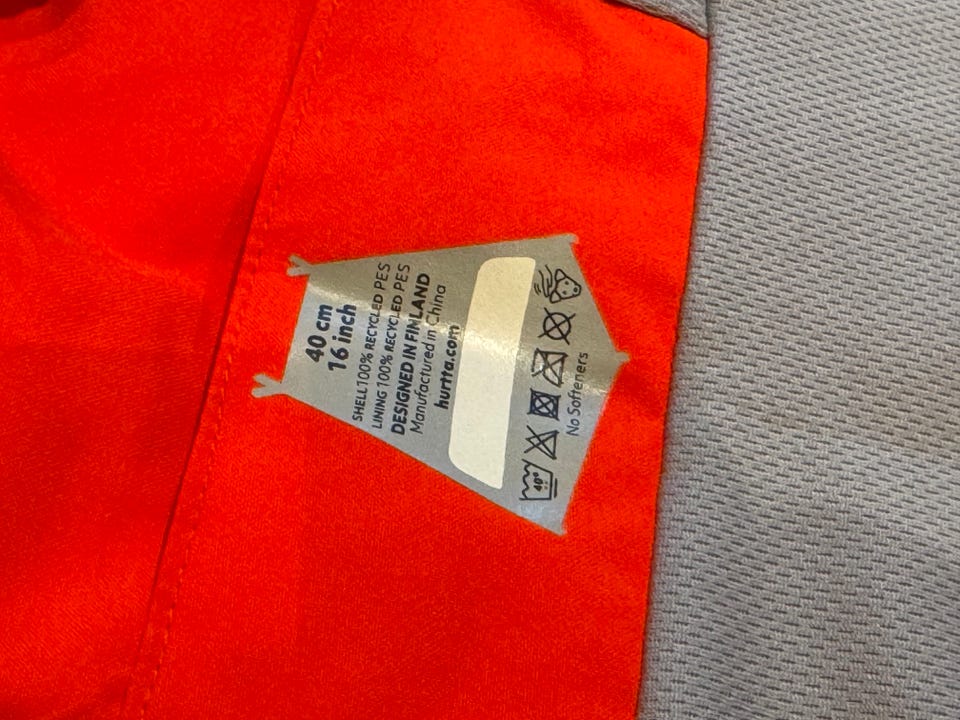 40 cm
16 inch
SHELL 100% RECYCLED PES
LINING 100% RECYCLED PES
DESIGNED IN FINLAND
Manufactured in China
hurtta.com
40°
No Softeners